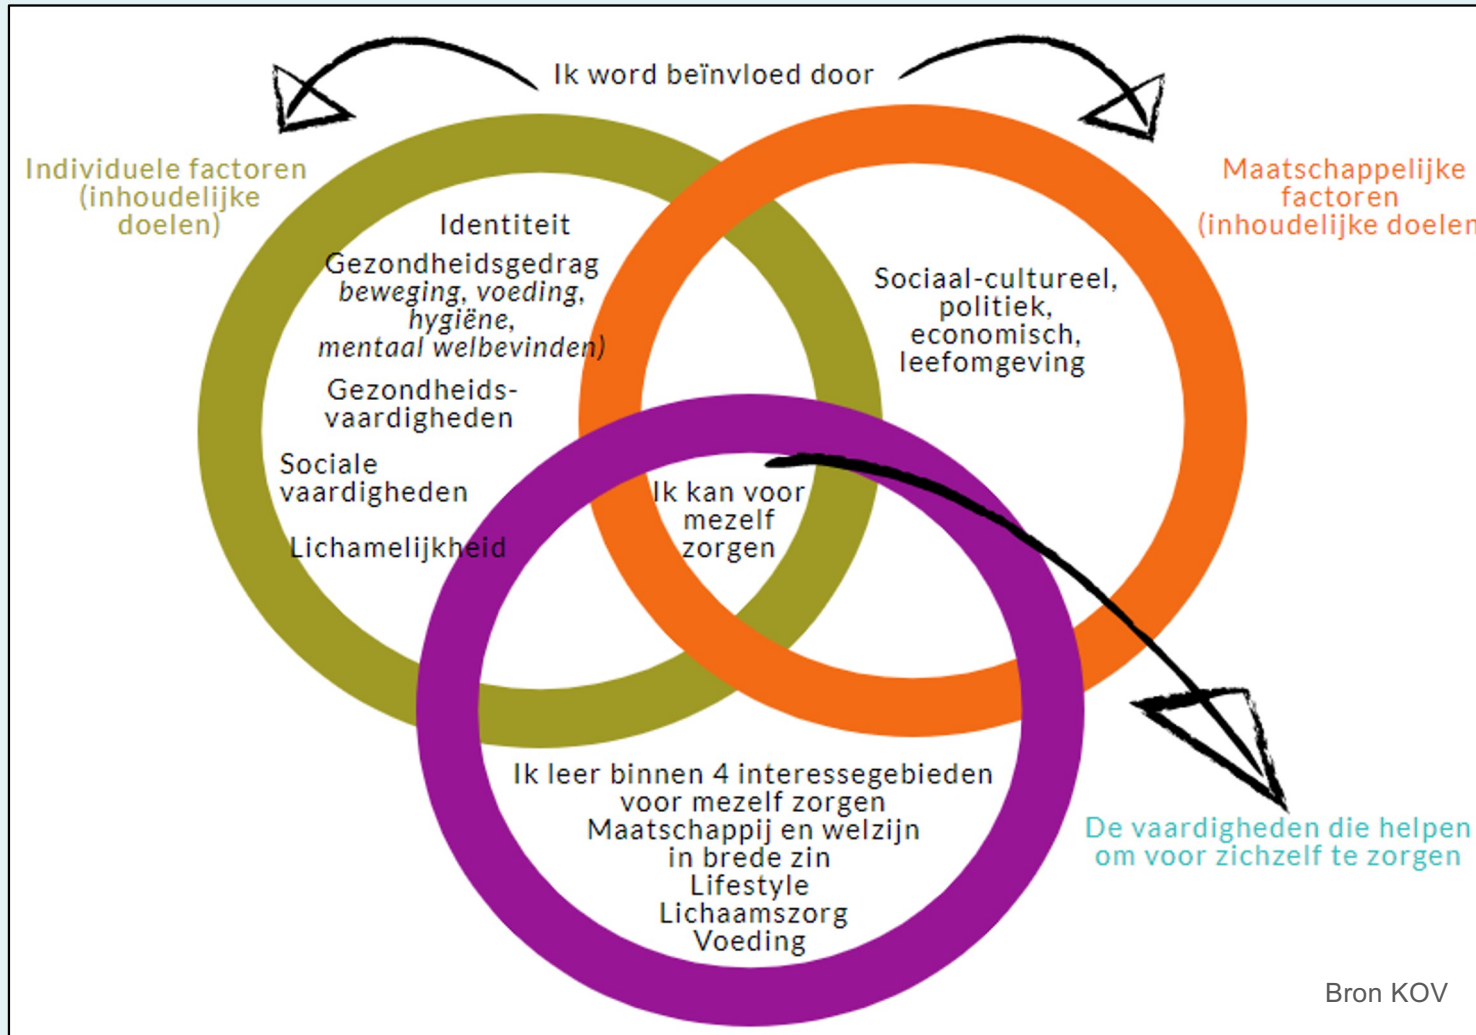 Ik word beïnvloed door
Individuele factoren
(inhoudelijke
doelen)
Maatschappelijke
factoren
(inhoudelijke doelen
Identiteit
Gezondheidsgedrag
beweging, voeding,
hygiëne,
mentaal welbevinden)
Gezondheids-
vaardigheden
Sociale
vaardigheden
Lichamelijkheid
Sociaal-cultureel,
politiek,
economisch,
leefomgeving
Ik kan voor
mezelf
zorgen
Ik leer binnen 4 interessegebieden
voor mezelf zorgen
Maatschappij en welzijn
in brede zin
Lifestyle
Lichaamszorg
Voeding
De vaardigheden die helpen
om voor zichzelf te zorgen
Bron KOV